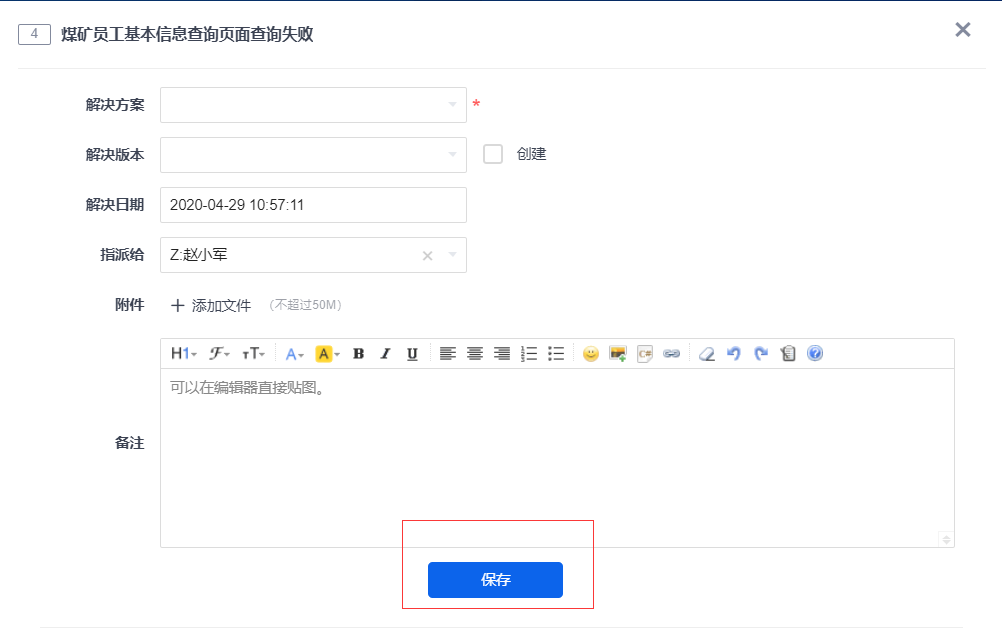 4 煤矿员工基本信息查询页面查询失败
解决方案 *
解决版本 创建
解决日期 2020-04-29 10:57:11
指派给 Z:赵小军
附件 添加文件 (不超过50M)
H1 F TT A A B I U C#
可以在编辑器直接贴图。
备注
保存